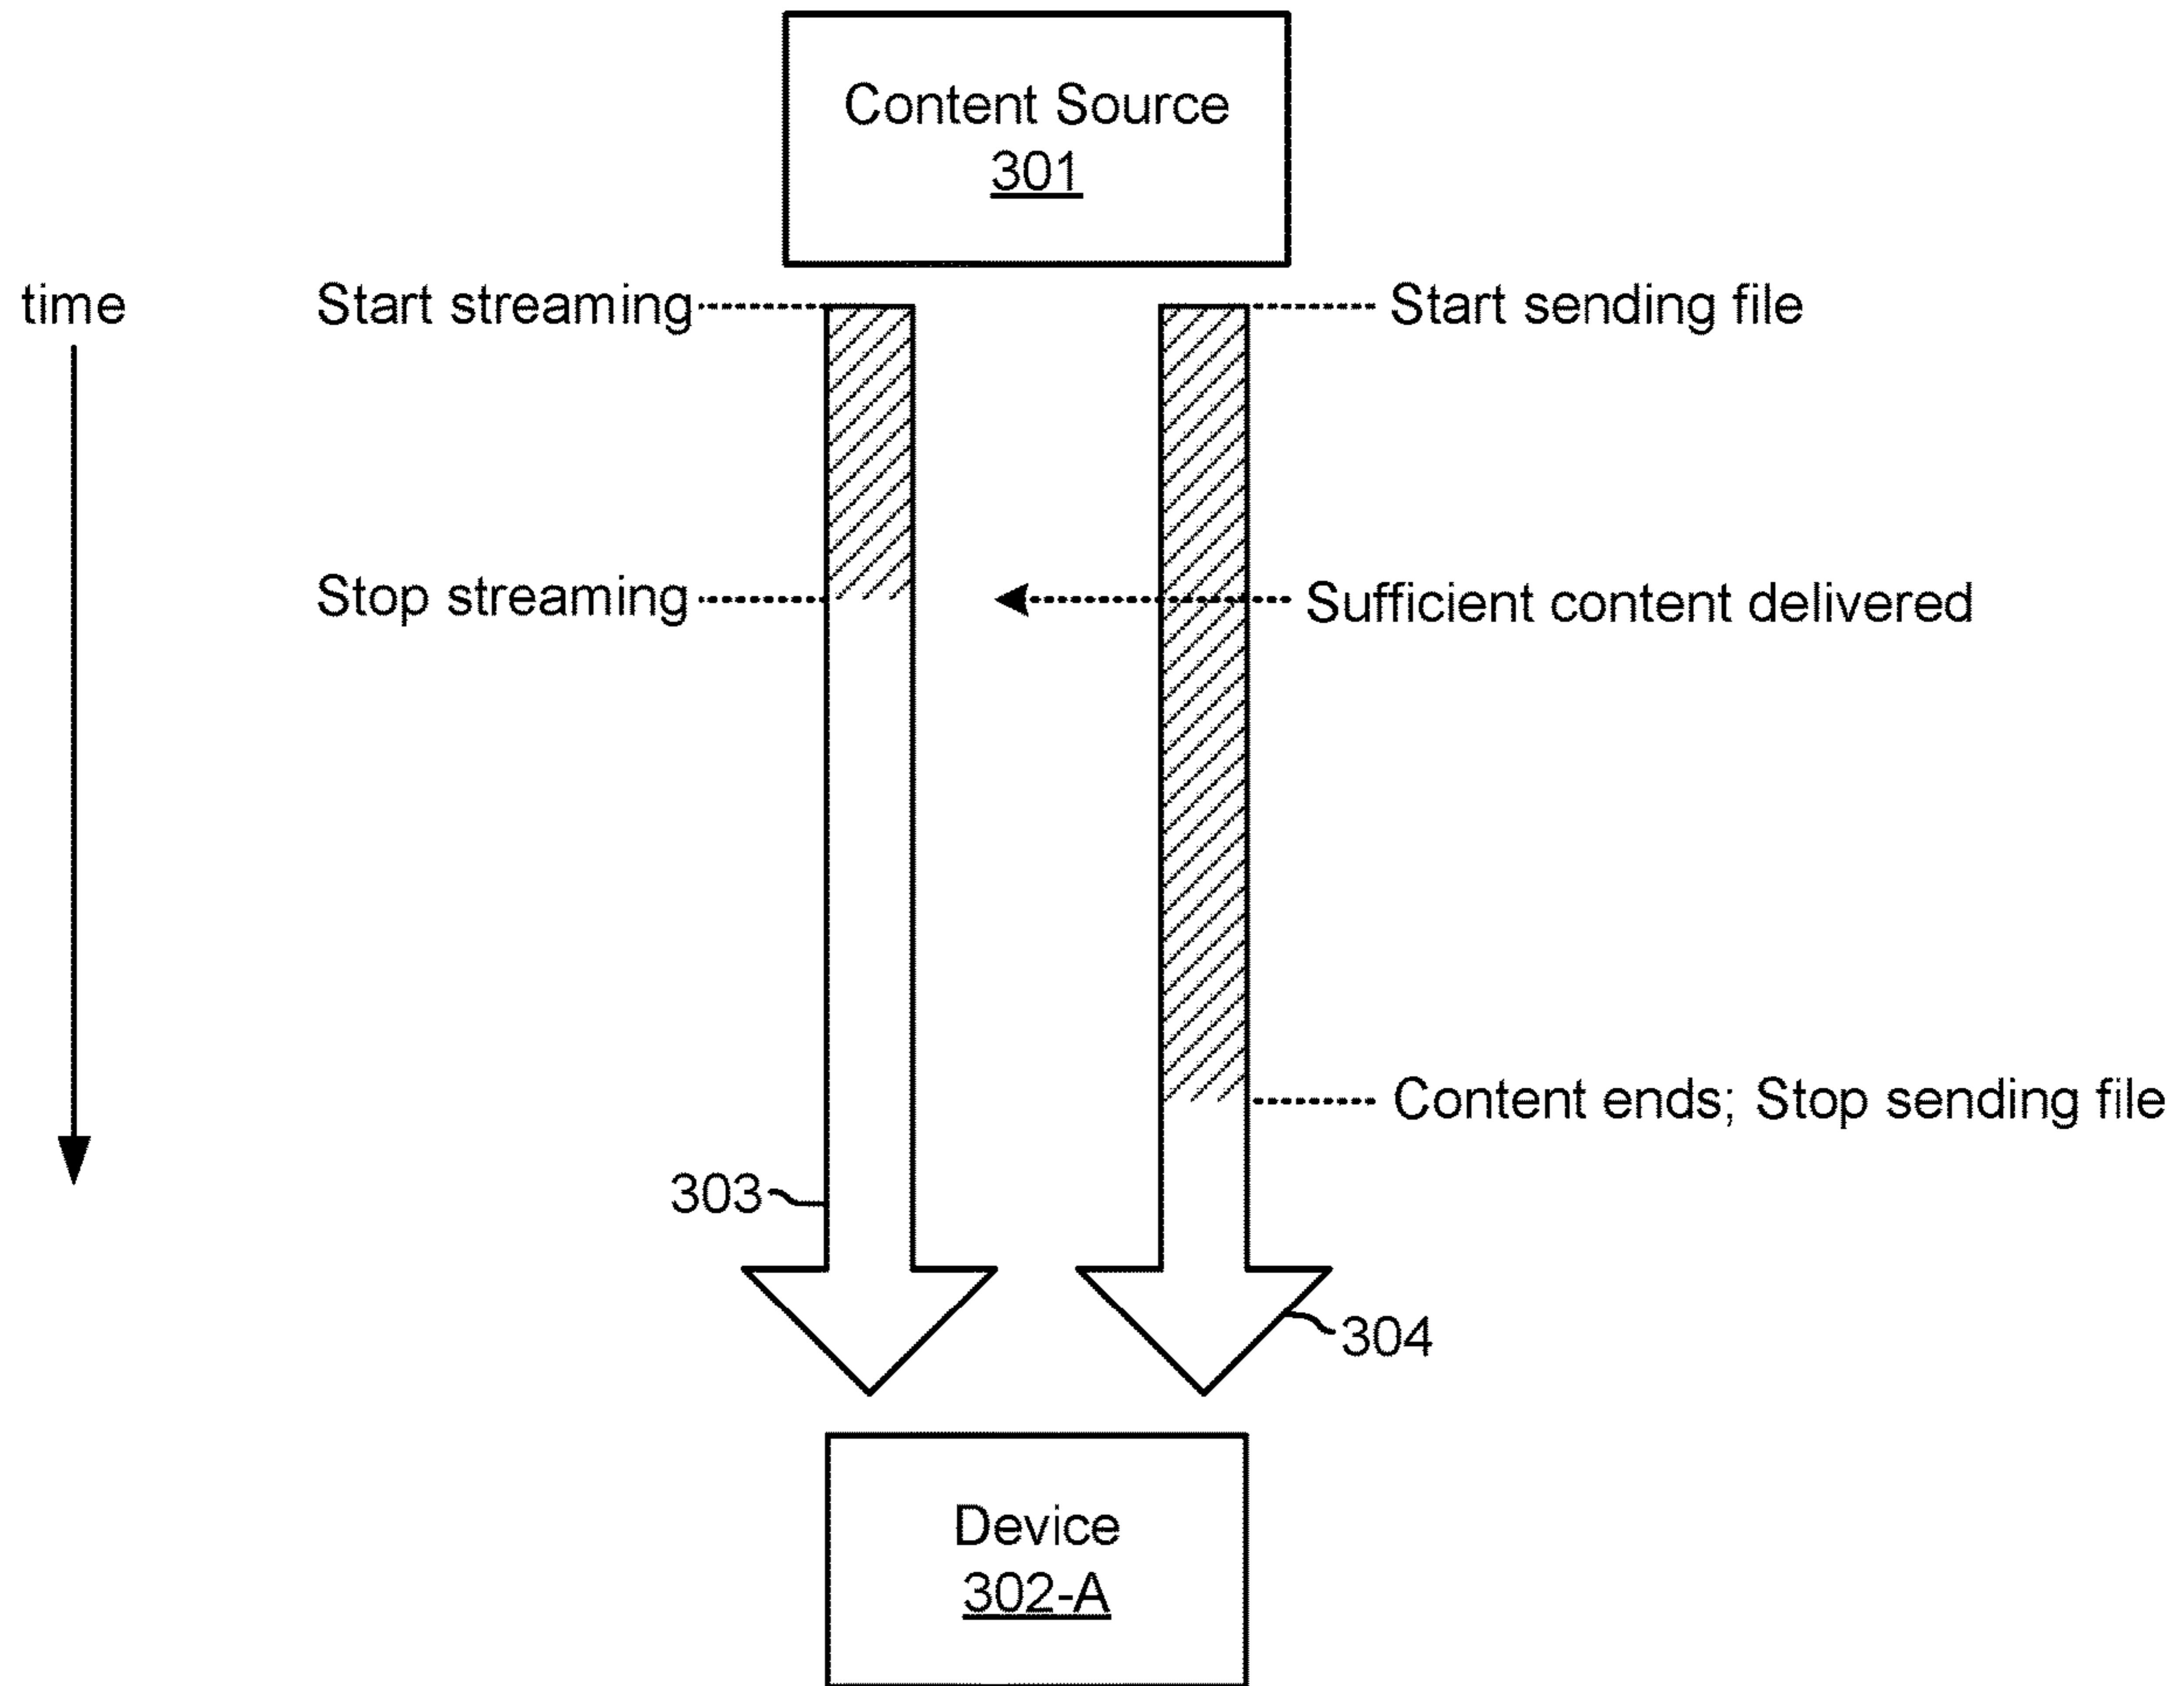 Content Source
301
time
Start streaming
Start sending file
Stop streaming
Sufficient content delivered
Content ends; Stop sending file
303
304
Device
302-A